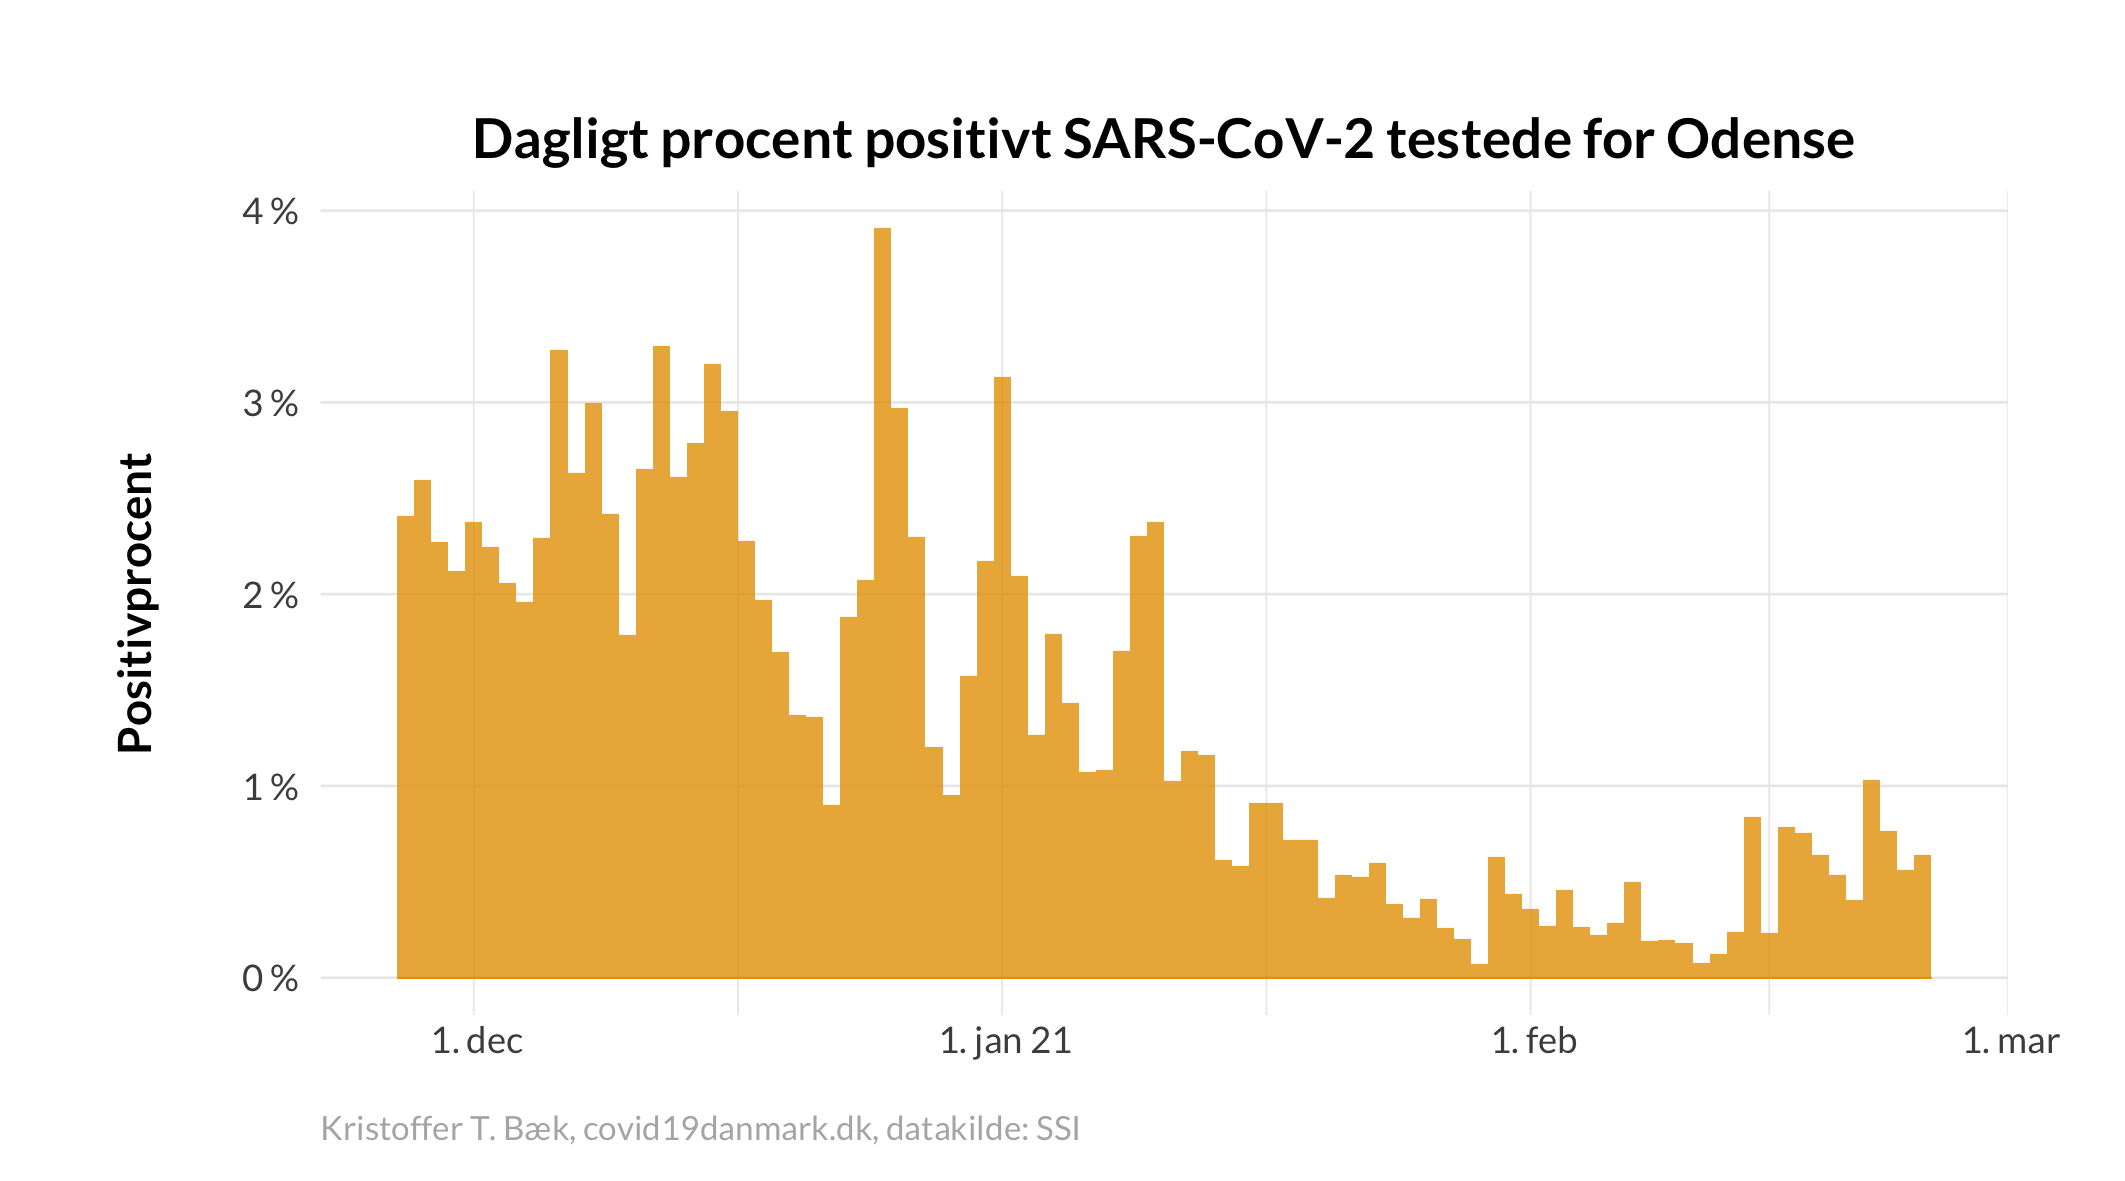 Dagligt procent positivt SARS-CoV-2 testede for Odense
Positivprocent
4 %
3 %
2 %
1 %
0 %
1. dec
1. jan 21
1. feb
1. mar
Kristoffer T. Bæk, covid19danmark.dk, datakilde: SSI